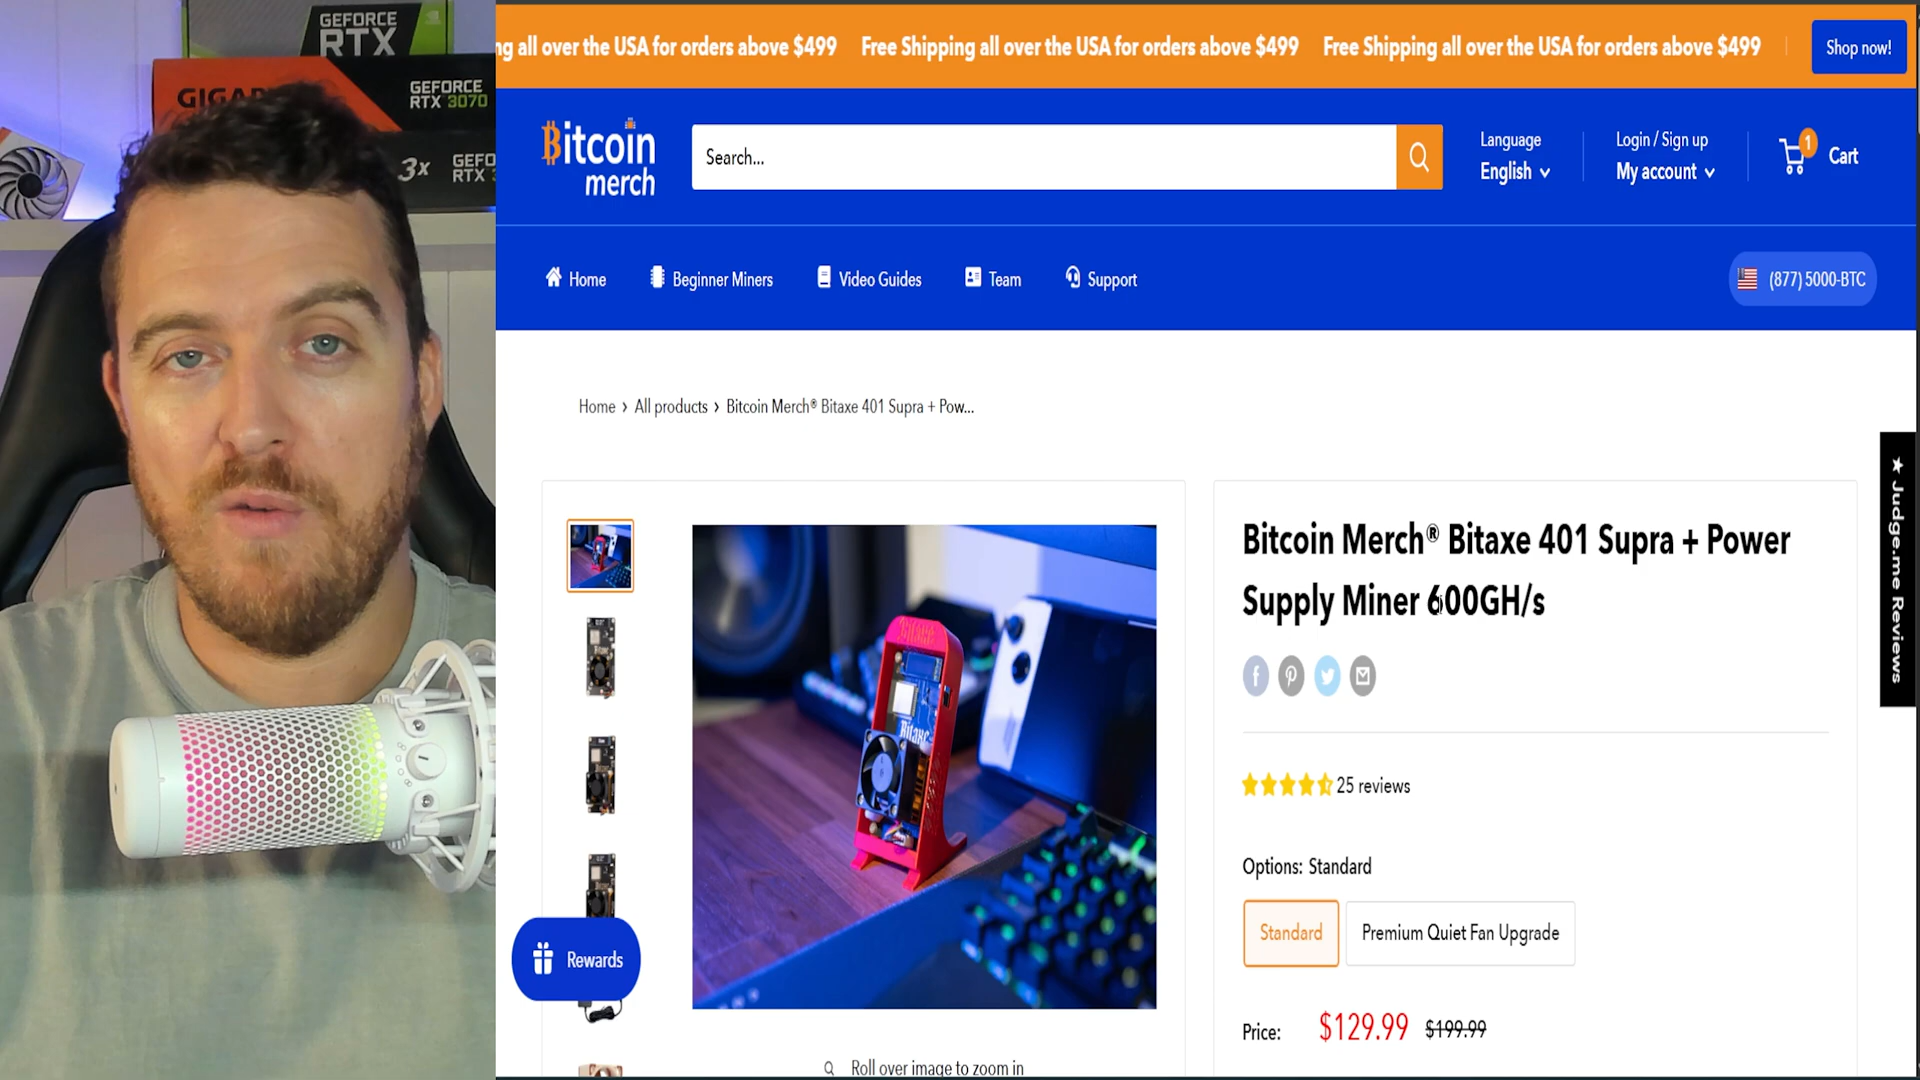 GEFORCE
RTX
GIGAB
GEFORCE
RTX 3070
3x
GEFO
RTX
ng all over the USA for orders above $499 Free Shipping all over the USA for orders above $499 Free Shipping all over the USA for orders above $499
Shop now!
Bitcoin
merch
Search...
Language
English
Login / Sign up
My account
1
Cart
Home
Beginner Miners
Video Guides
Team
Support
(877) 5000-BTC
Home › All products › Bitcoin Merch® Bitaxe 401 Supra + Pow...
★ Judge.me Reviews
Bitaxe
Bitaxe
Rewards
Roll over image to zoom in
Bitcoin Merch® Bitaxe 401 Supra + Power
Supply Miner 600GH/s
25 reviews
Options: Standard
Standard
Premium Quiet Fan Upgrade
Price: $129.99 $199.99